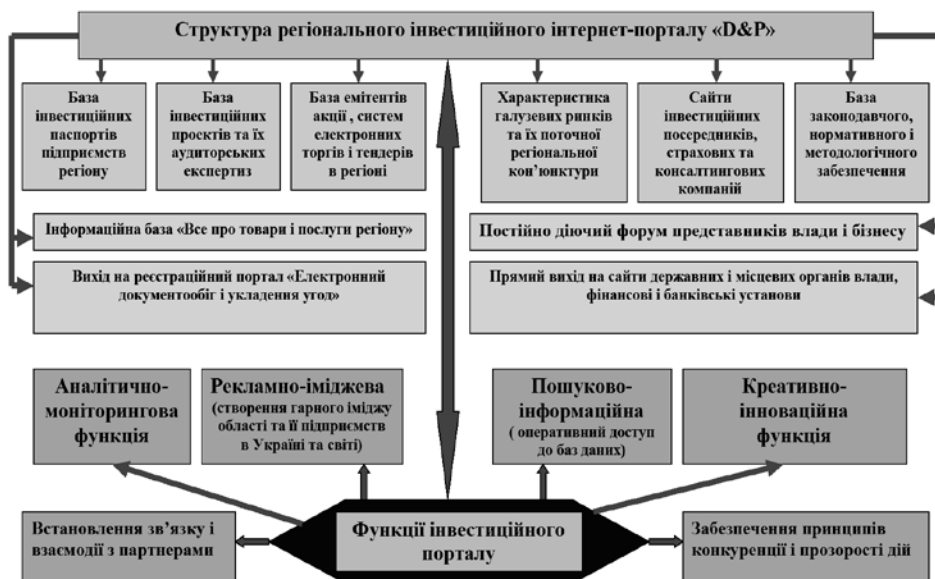 Структура регіонального інвестиційного інтернет-порталу «D&P»
База
інвестиційних
паспортів
підприємств
регіону
База
інвестиційних
проектів та їх
аудиторських
експертиз
База емітентів
акції , систем
електронних
торгів і тендерів
в регіоні
Характеристика
галузевих ринків
та їх поточної
регіональної
кон'юнктури
Сайти
інвестиційних
посередників,
страхових та
консалтингових
компаній
База
законодавчого,
нормативного і
методологічного
забезпечення
Інформаційна база «Все про товари і послуги регіону»
Постійно діючий форум представників влади і бізнесу
Вихід на реєстраційний портал «Електронний
документообіг і укладення угод»
Прямий вихід на сайти державних і місцевих органів влади,
фінансові і банківські установи
Аналітично-
моніторингова
функція
Рекламно-іміджева
(створення гарного іміджу
області та її підприємств
в Україні та світі)
Пошуково-
інформаційна
( оперативний доступ
до баз даних)
Креативно-
інноваційна
функція
Встановлення зв’язку і
взаємодії з партнерами
Функції інвестиційного
порталу
Забезпечення принципів
конкуренції і прозорості дій